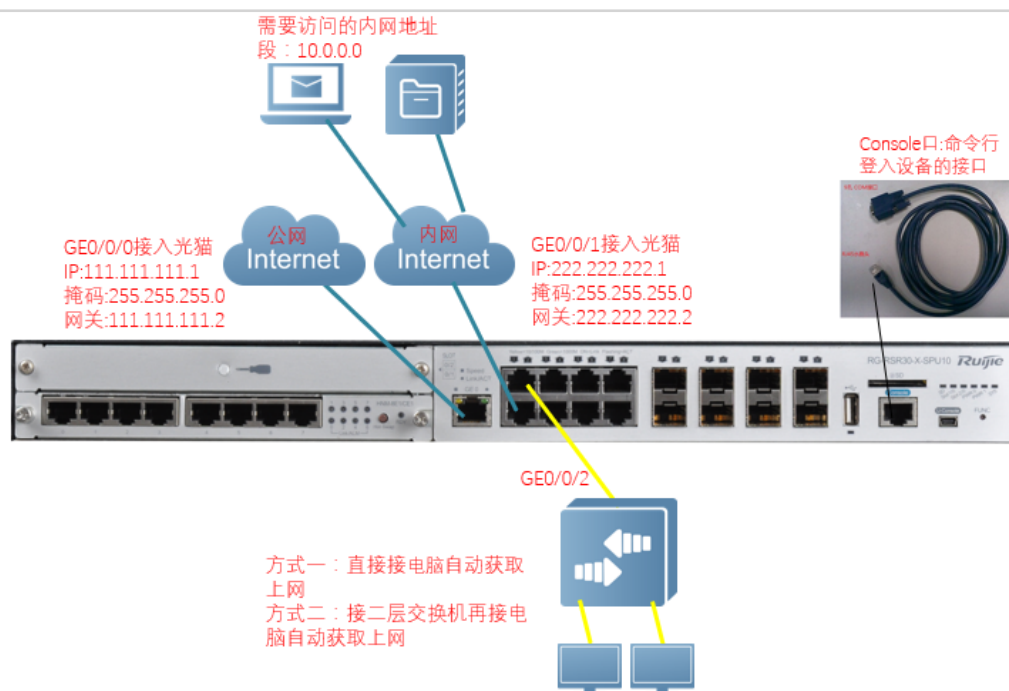 需要访问的内网地址
段：10.0.0.0
Console口:命令行
登入设备的接口
公网
Internet
内网
Internet
GE0/0/0接入光猫
IP:111.111.111.1
掩码:255.255.255.0
网关:111.111.111.2
GE0/0/1接入光猫
IP:222.222.222.1
掩码:255.255.255.0
网关:222.222.222.2
RG-RSR30-X-SPU10 Ruijie
Speed
FUNC
GE0/0/2
方式一：直接接电脑自动获取
上网
方式二：接二层交换机再接电
脑自动获取上网